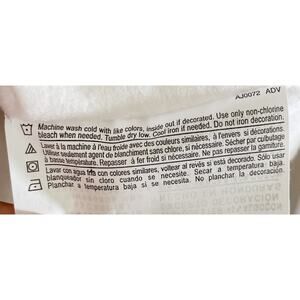 AJ0072 ADV
Machine wash cold with like colors, inside out if decorated. Use only non-chlorine
bleach when needed. Tumble dry low. Cool iron if needed. Do not iron decoration.
Lavez à la machine à l'eau froide avec des couleurs similaires, à l'envers si décorations.
Utiliser seulement agent de blanchiment sans chlore, si nécessaire. Sécher par culbutage
à basse température. Repasser à fer froid si nécessaire. Ne pas repasser la garniture.
Lavar con agua fría con colores similares, voltear al revés si está decorado. Sólo usar
blanqueador sin cloro cuando se necesite. Secar a temperatura baja.
Planchar a temperatura baja si se necesita. No planchar la decoración.